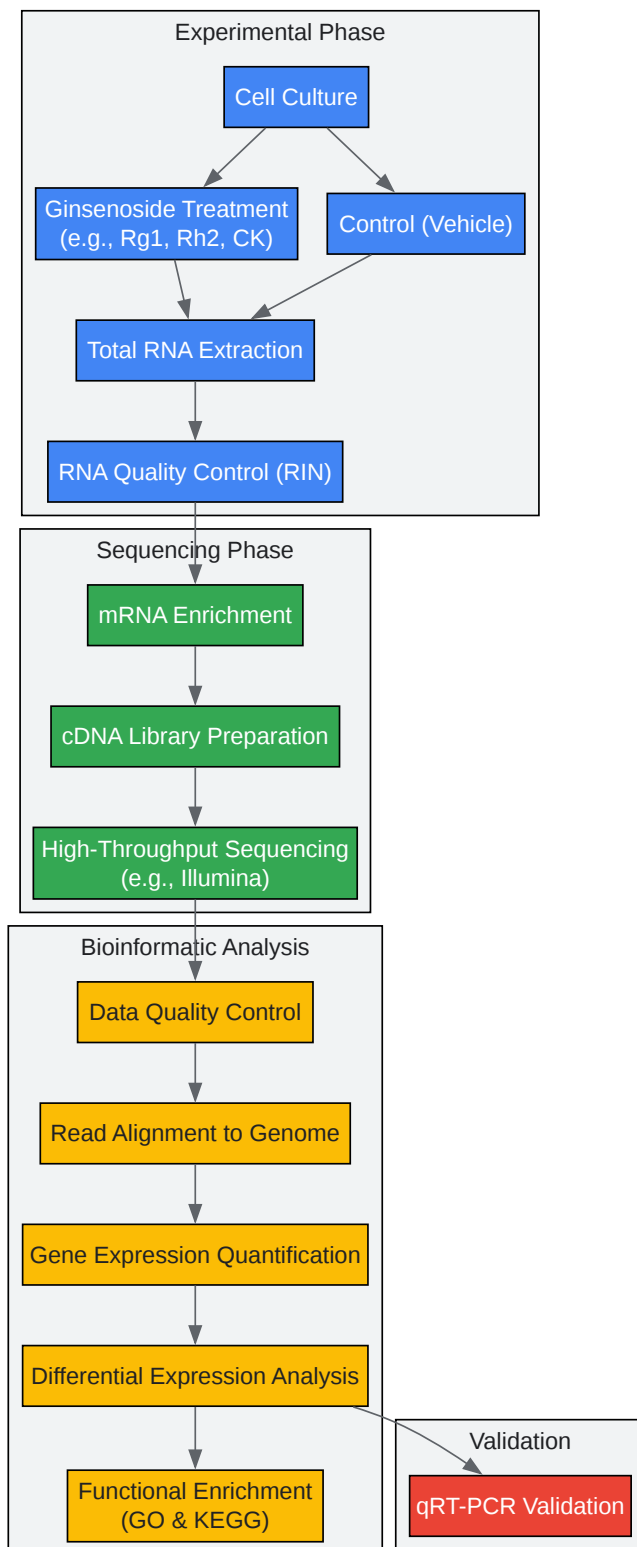 Experimental Phase
Cell Culture
Ginsenoside Treatment
(e.g., Rg1, Rh2, CK)
Control (Vehicle)
Total RNA Extraction
RNA Quality Control (RIN)
Sequencing Phase
mRNA Enrichment
cDNA Library Preparation
High-Throughput Sequencing
(e.g., Illumina)
Bioinformatic Analysis
Data Quality Control
Read Alignment to Genome
Gene Expression Quantification
Differential Expression Analysis
Functional Enrichment
(GO & KEGG)
Validation
qRT-PCR Validation